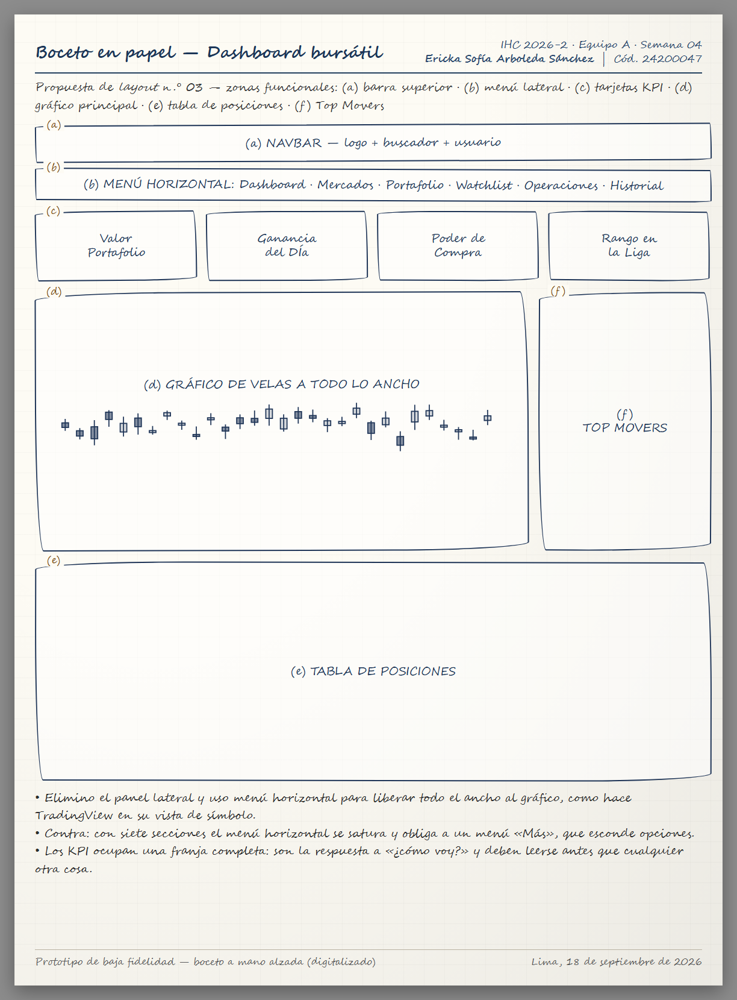 Boceto en papel — Dashboard bursátil
IHC 2026-2 · Equipo A · Semana 04
Ericka Sofía Arboleda Sánchez | Cód. 24200047
Propuesta de layout n.° 03 — zonas funcionales: (a) barra superior · (b) menú lateral · (c) tarjetas KPI · (d)
gráfico principal · (e) tabla de posiciones · (f) Top Movers
(a)
(a) NAVBAR — logo + buscador + usuario
(b)
(b) MENÚ HORIZONTAL: Dashboard · Mercados · Portafolio · Watchlist · Operaciones · Historial
(c)
Valor
Portafolio
Ganancia
del DÍa
Poder de
Compra
Rango en
la Liga
(d)
(d) GRÁFICO DE VELAS A TODO LO ANCHO
(f)
(f)
TOP MOVERS
(e)
(e) TABLA DE POSICIONES
• Elimino el panel lateral y uso menú horizontal para liberar todo el ancho al gráfico, como hace
TradingView en su vista de símbolo.
• Contra: con siete secciones el menú horizontal se satura y obliga a un menú «Más», que esconde opciones.
• Los KPI ocupan una franja completa: son la respuesta a «¿cómo voy?» y deben leerse antes que cualquier
otra cosa.
Prototipo de baja fidelidad — boceto a mano alzada (digitalizado)
Lima, 18 de septiembre de 2026